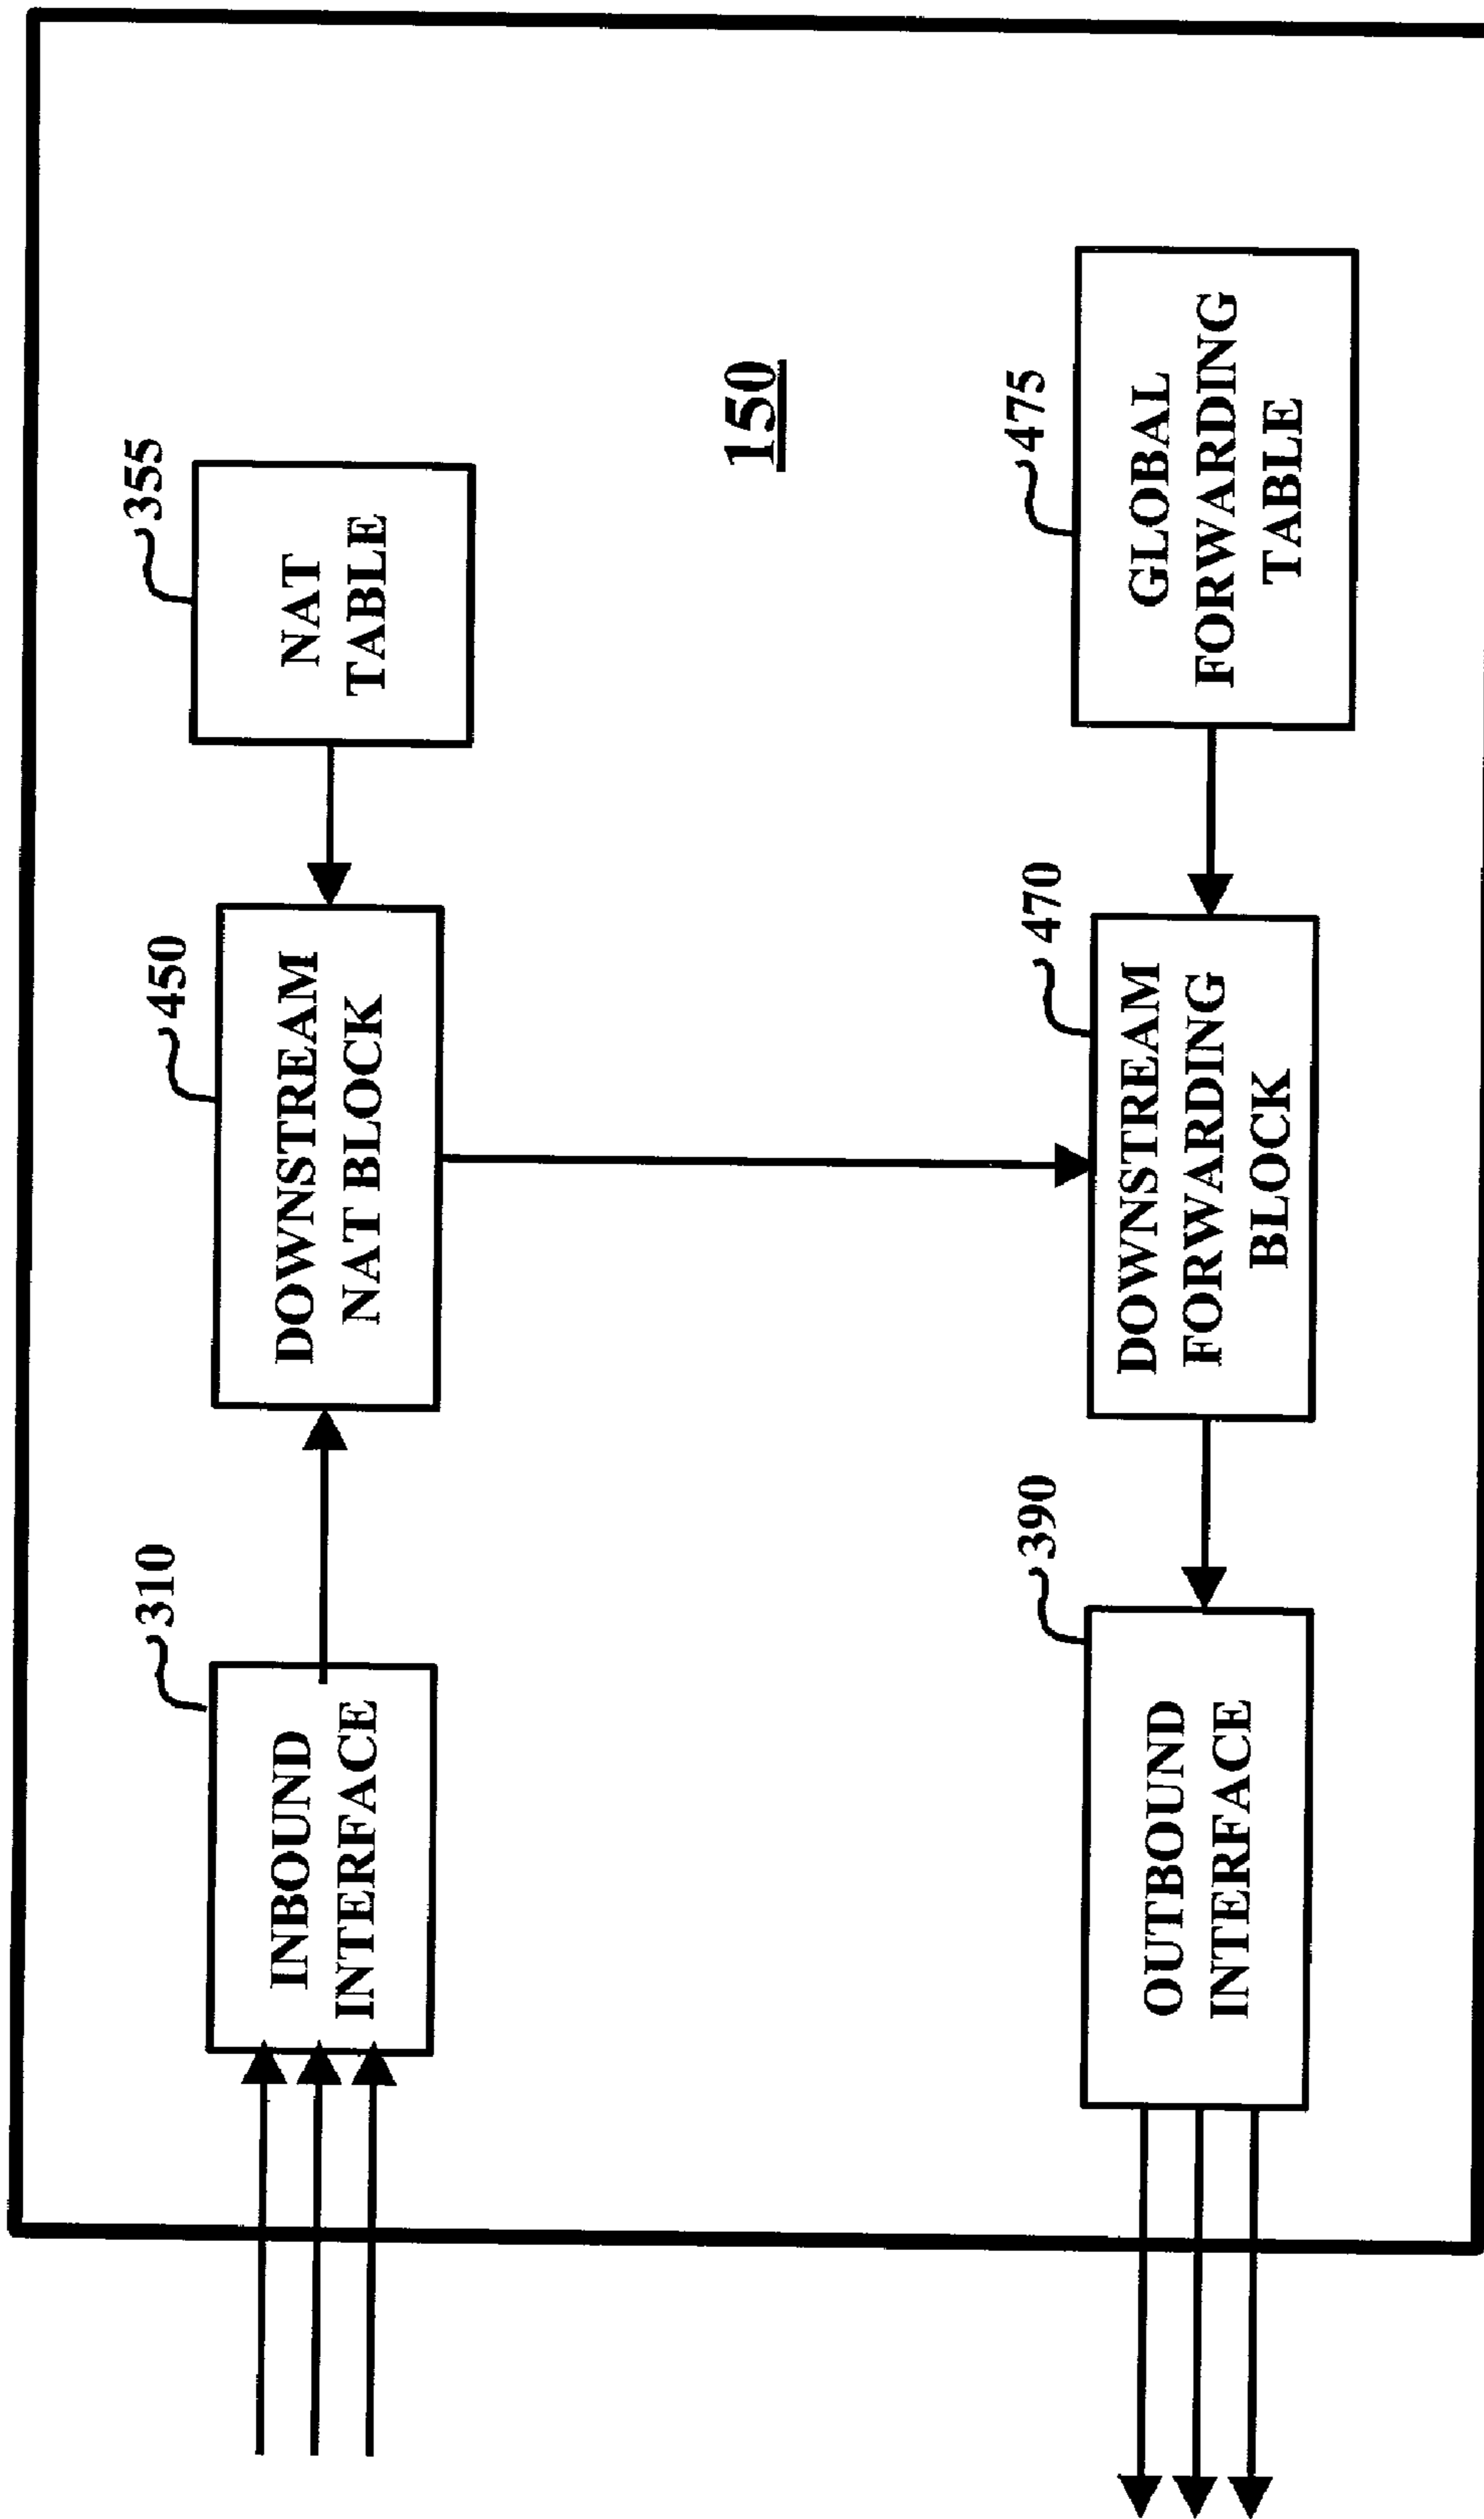 310
INBOUND
INTERFACE
450
DOWNSTREAM
NAT BLOCK
355
NAT
TABLE
150
390
OUTBOUND
INTERFACE
470
DOWNSTREAM
FORWARDING
BLOCK
475
GLOBAL
FORWARDING
TABLE